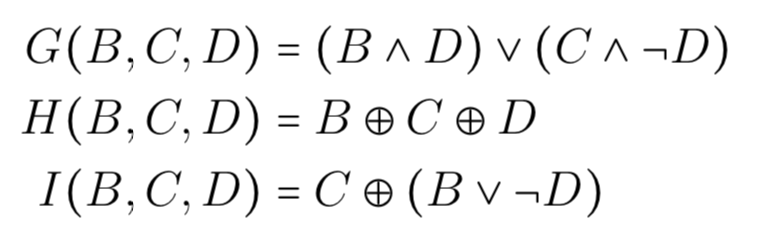 G(B, C, D) = (B ∧ D) ∨ (C ∧ ¬D)
H(B, C, D) = B ⊕ C ⊕ D
I(B, C, D) = C ⊕ (B ∨ ¬D)